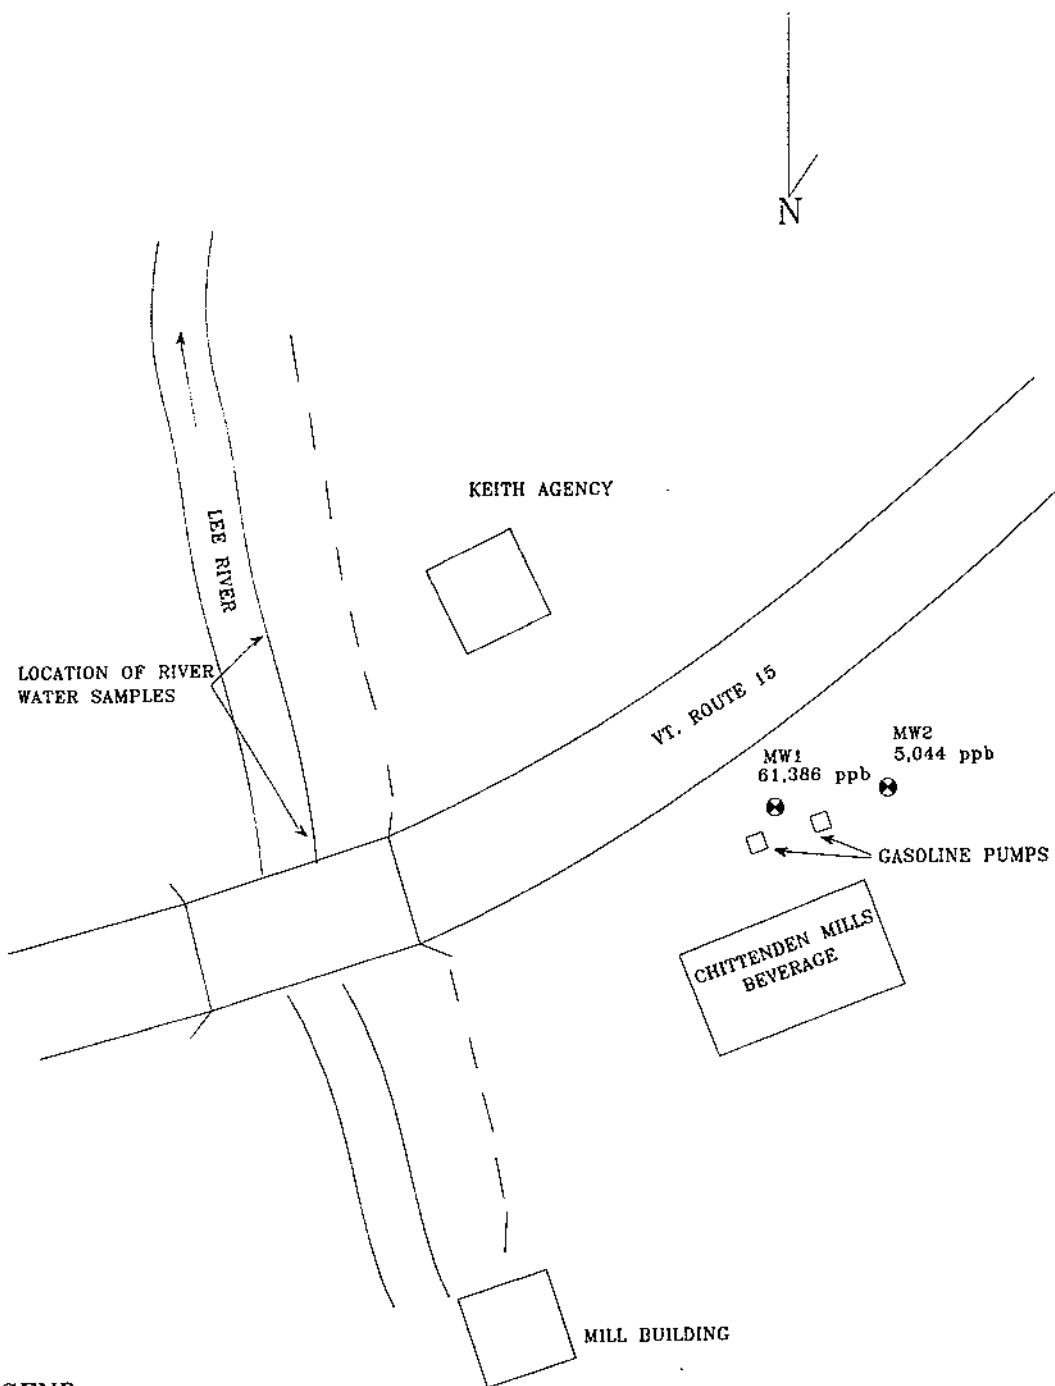 N
KEITH AGENCY
LEE RIVER
LOCATION OF RIVER
WATER SAMPLES
VT. ROUTE 15
MW2
5,044 ppb
MW1
61,386 ppb
GASOLINE PUMPS
CHITTENDEN MILLS
BEVERAGE
MILL BUILDING